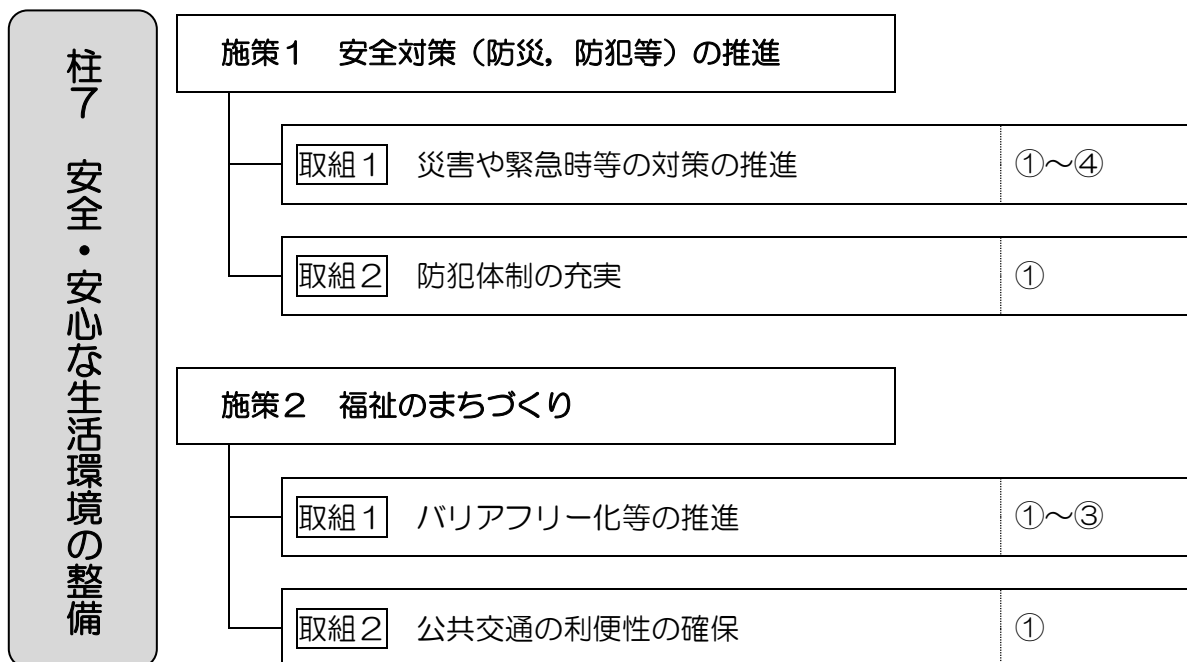 柱７　安全・安心な生活環境の整備
施策１　安全対策（防災，防犯等）の推進
取組１　災害や緊急時等の対策の推進　①～④
取組２　防犯体制の充実　①
施策２　福祉のまちづくり
取組１　バリアフリー化等の推進　①～③
取組２　公共交通の利便性の確保　①